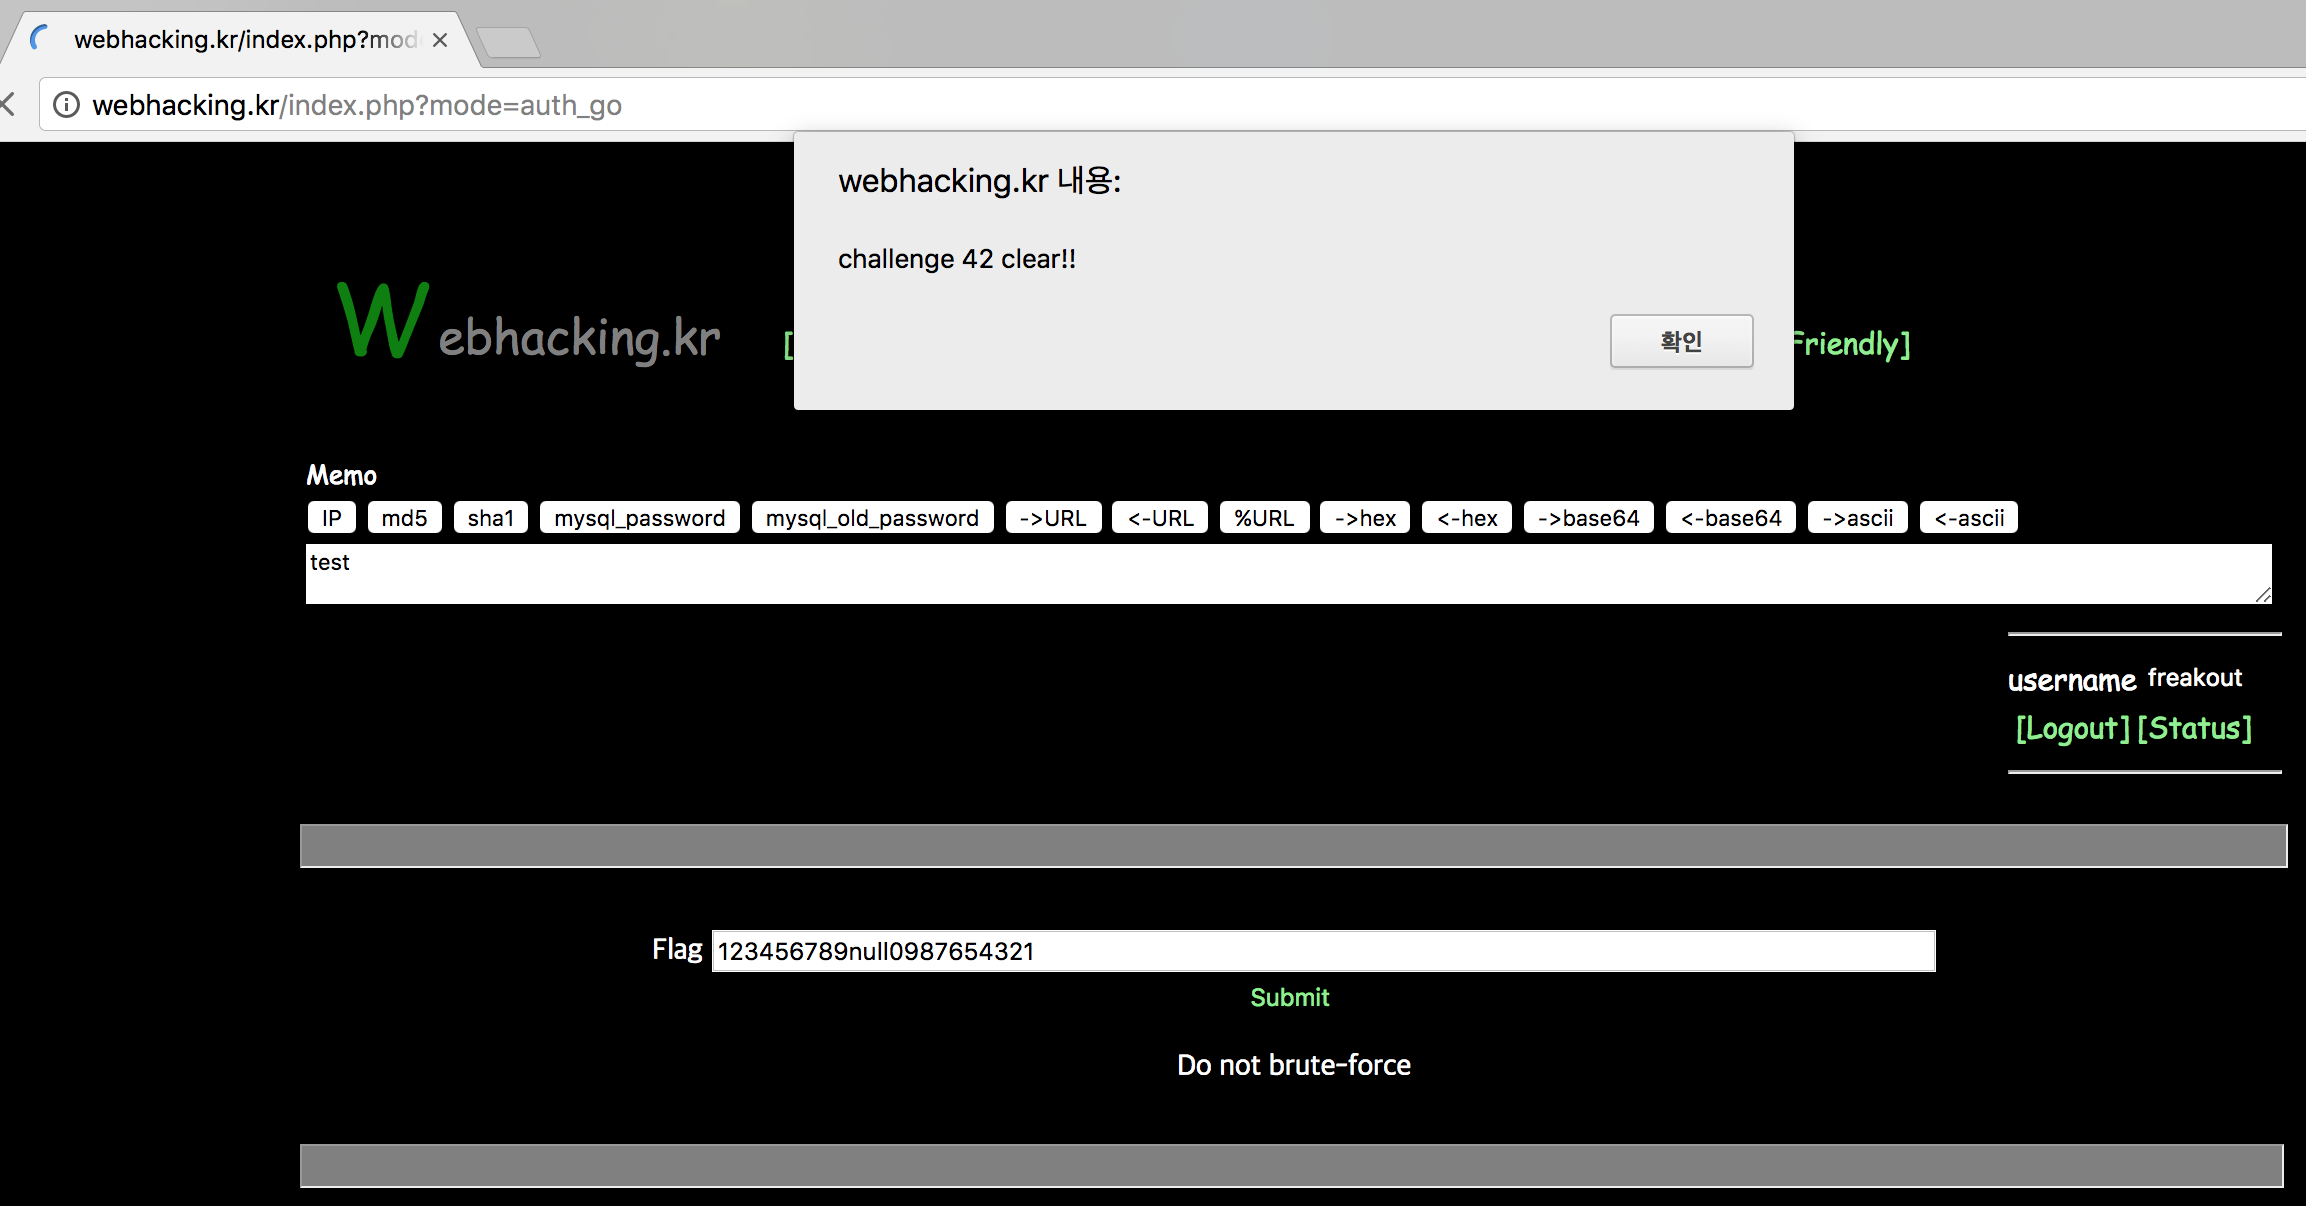 webhacking.kr/index.php?mod
webhacking.kr/index.php?mode=auth_go
webhacking.kr 내용:
challenge 42 clear!!
확인
Webhacking.kr [ Friendly]
Memo
IP md5 sha1 mysql_password mysql_old_password ->URL <-URL %URL ->hex <-hex ->base64 <-base64 ->ascii <-ascii
test
username freakout
[Logout] [Status]
Flag 123456789null0987654321
Submit
Do not brute-force